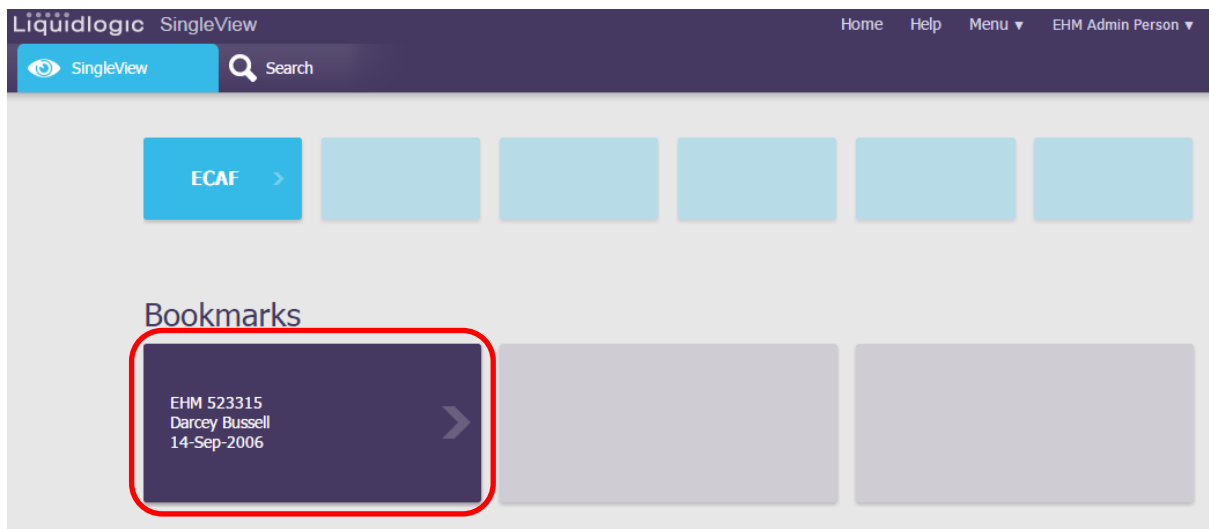 Liquidlogic SingleView Home Help Menu ▼ EHM Admin Person ▼
SingleView Search
ECAF
Bookmarks
EHM 523315
Darcey Bussell
14-Sep-2006